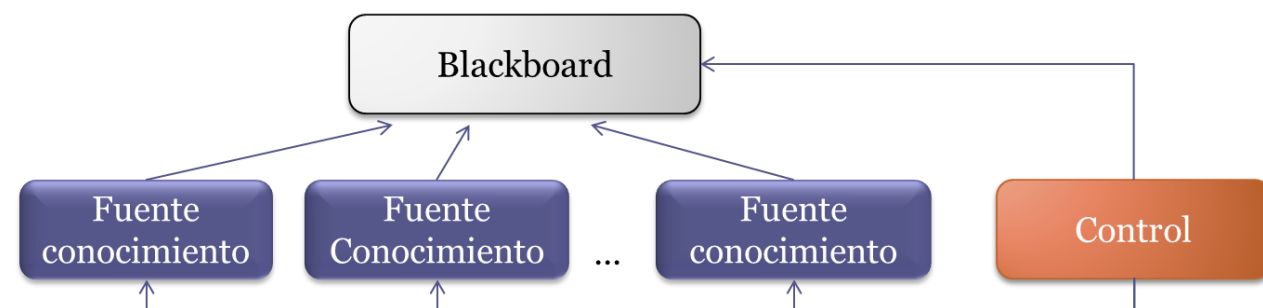 Blackboard
Fuente
conocimiento
Fuente
Conocimiento
...
Fuente
conocimiento
Control